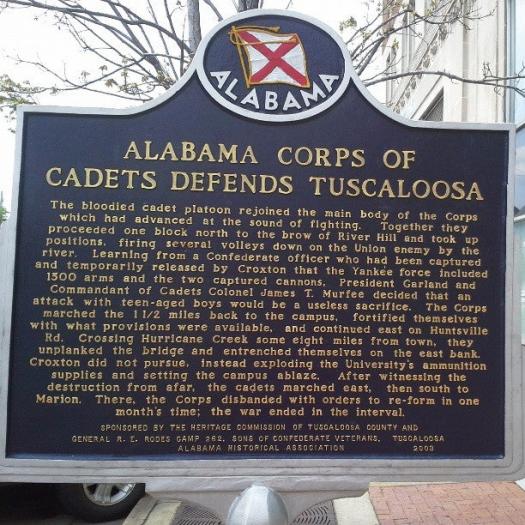 ALABAMA
ALABAMA CORPS OF
CADETS DEFENDS TUSCALOOSA
The bloodied cadet platoon rejoined the main body of the Corps
which had advanced at the sound of fighting. Together they
proceeded one block north to the brow of River Hill and took up
positions, firing several volleys down on the Union enemy by the
river. Learning from a Confederate officer who had been captured
and temporarily released by Croxton that the Yankee force included
1500 arms and the two captured cannons, President Garland and
Commandant of Cadets Colonel James T. Murfee decided that an
attack with teen-aged boys would be a useless sacrifice. The Corps
marched the 1 1/2 miles back to the campus, fortified themselves
with what provisions were available, and continued east on Huntsville
Rd. Crossing Hurricane Creek some eight miles from town, they
unplanked the bridge and entrenched themselves on the east bank.
Croxton did not pursue, instead exploding the University's ammunition
supplies and setting the campus ablaze. After witnessing the
destruction from afar, the cadets marched east, then south to
Marion. There, the Corps disbanded with orders to re-form in one
month's time; the war ended in the interval.
SPONSORED BY THE HERITAGE COMMISSION OF TUSCALOOSA COUNTY AND
GENERAL R. E. RODES CAMP 262, SONS OF CONFEDERATE VETERANS, TUSCALOOSA
ALABAMA HISTORICAL ASSOCIATION 2003